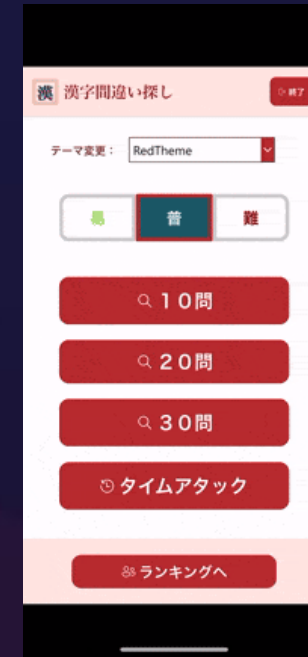 漢 漢字間違い探し 終了
テーマ変更： RedTheme
易 普 難
10問
20問
30問
タイムアタック
ランキングへ